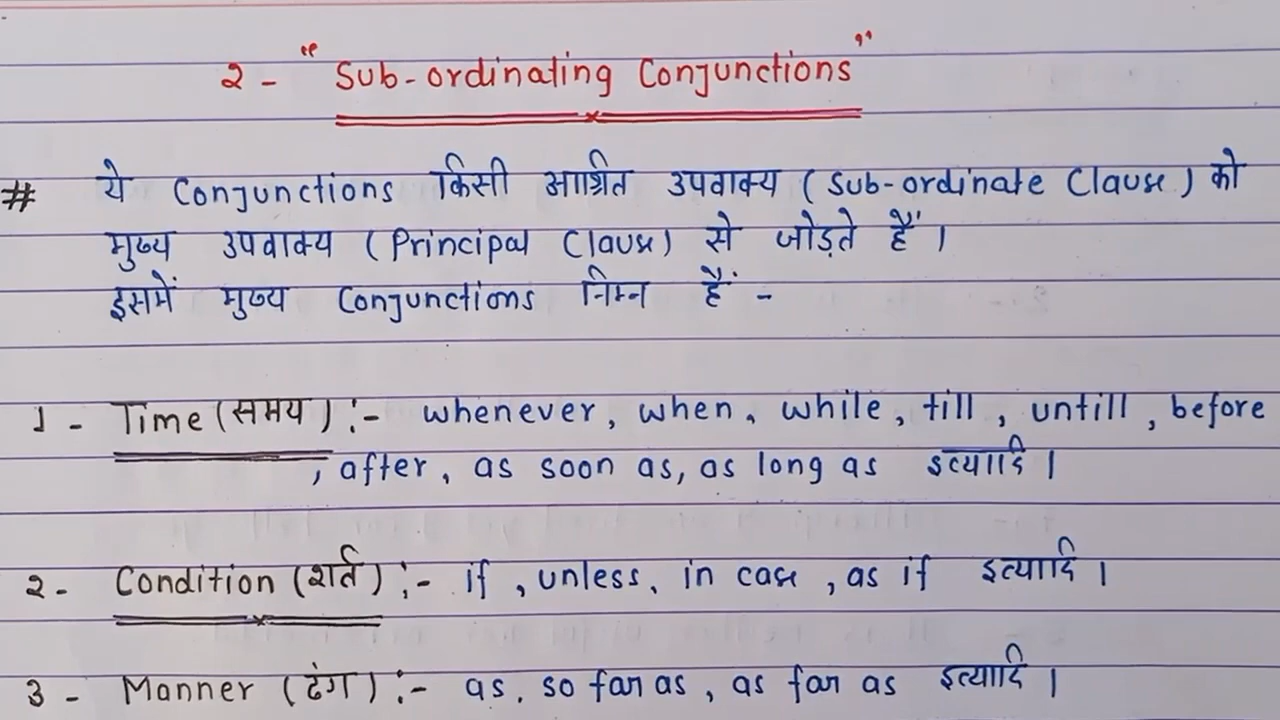 2 - "Sub-ordinating Conjunctions"
# ये Conjunctions किसी आश्रित उपवाक्य ( Sub-ordinate Clause ) को
मुख्य उपवाक्य ( Principal Clause ) से जोड़ते हैं ।
इसमें मुख्य Conjunctions निम्न हैं -
1 - Time (समय) :- whenever, when, while, till, untill, before
, after, as soon as, as long as इत्यादि ।
2 - Condition (शर्त) :- if, unless, in case, as if इत्यादि ।
3 - Manner (ढंग) :- as, so far as, as far as इत्यादि ।